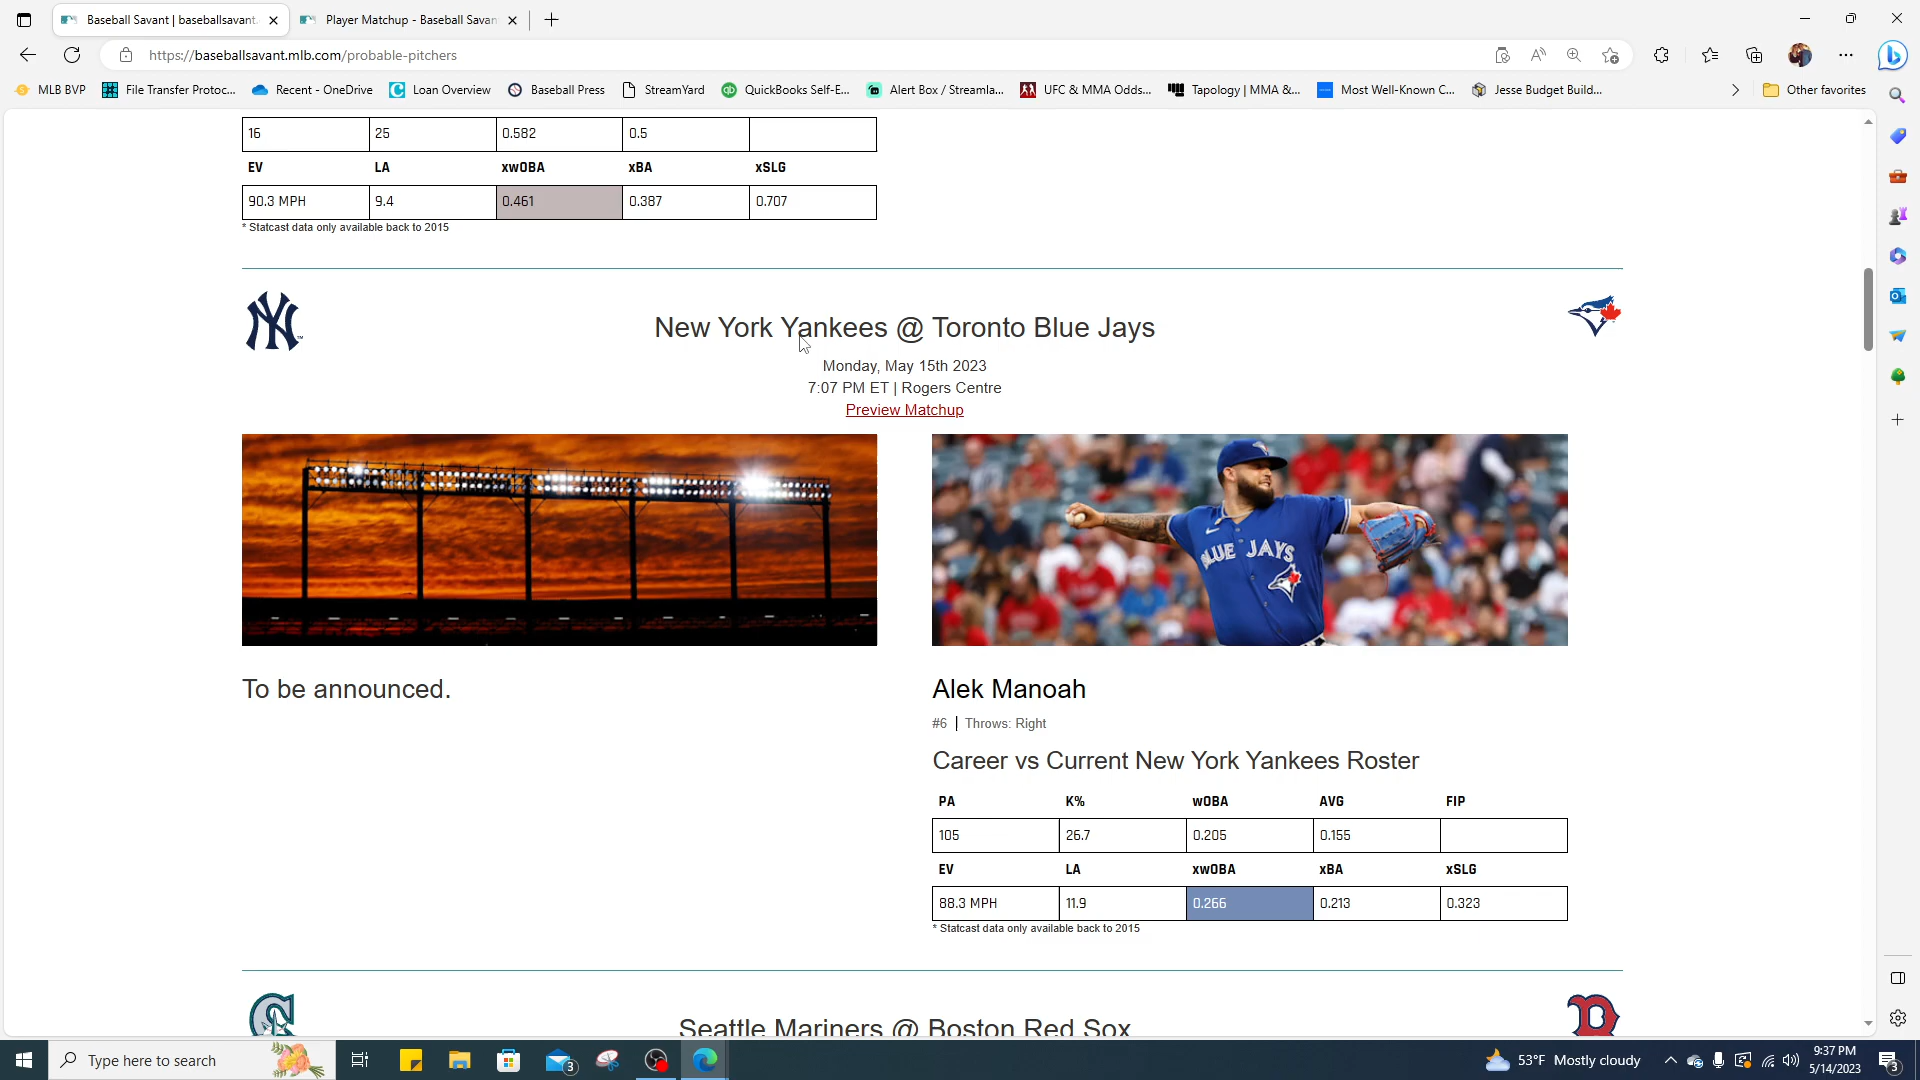 Baseball Savant | baseballsavant.
Player Matchup - Baseball Savan
https://baseballsavant.mlb.com/probable-pitchers
MLB BVP
File Transfer Protoc...
Recent - OneDrive
Loan Overview
Baseball Press
StreamYard
QuickBooks Self-E...
Alert Box / Streamla...
UFC & MMA Odds...
Tapology | MMA &...
Most Well-Known C...
Jesse Budget Build...
Other favorites
16 25 0.582 0.5
EV LA xwOBA xBA xSLG
90.3 MPH 9.4 0.461 0.387 0.707
* Statcast data only available back to 2015
New York Yankees @ Toronto Blue Jays
Monday, May 15th 2023
7:07 PM ET | Rogers Centre
Preview Matchup
BLUE JAYS
To be announced.
Alek Manoah
#6 | Throws: Right
Career vs Current New York Yankees Roster
PA K% wOBA AVG FIP
105 26.7 0.205 0.155
EV LA xwOBA xBA xSLG
88.3 MPH 11.9 0.266 0.213 0.323
* Statcast data only available back to 2015
Seattle Mariners @ Boston Red Sox
Type here to search
3
53°F Mostly cloudy
9:37 PM
5/14/2023
3